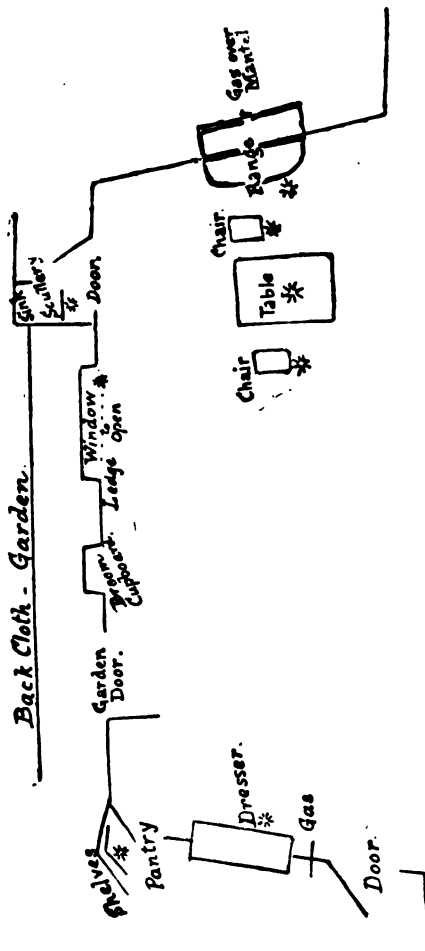 Back Cloth - Garden
Shelves
Pantry
Garden
Door.
Broom
Cupboard.
Ledge
Window
to
open
Door.
Sink
Scullery
Dresser.
Gas
Door
Chair
Table
Chair.
Range
Gas over
Mantel